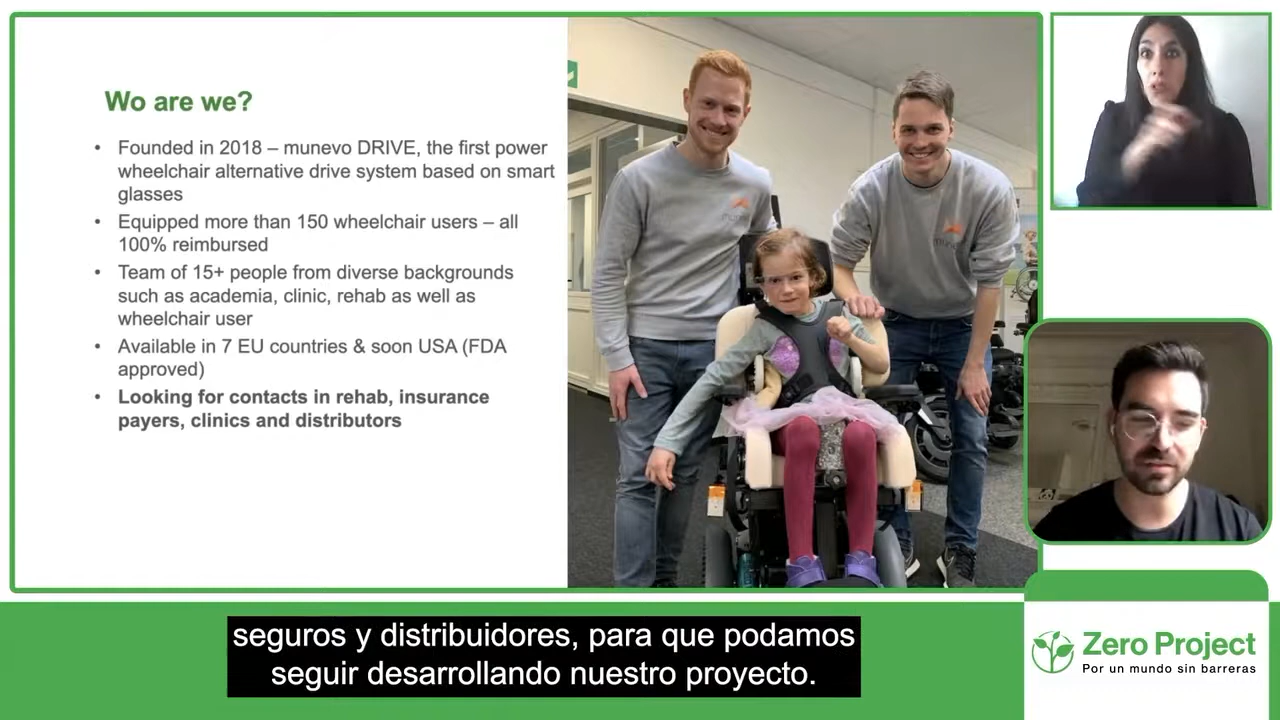 Wo are we?
• Founded in 2018 – munevo DRIVE, the first power
wheelchair alternative drive system based on smart
glasses
• Equipped more than 150 wheelchair users – all
100% reimbursed
• Team of 15+ people from diverse backgrounds
such as academia, clinic, rehab as well as
wheelchair user
• Available in 7 EU countries & soon USA (FDA
approved)
• Looking for contacts in rehab, insurance
payers, clinics and distributors
seguros y distribuidores, para que podamos
seguir desarrollando nuestro proyecto.
Zero Project
Por un mundo sin barreras